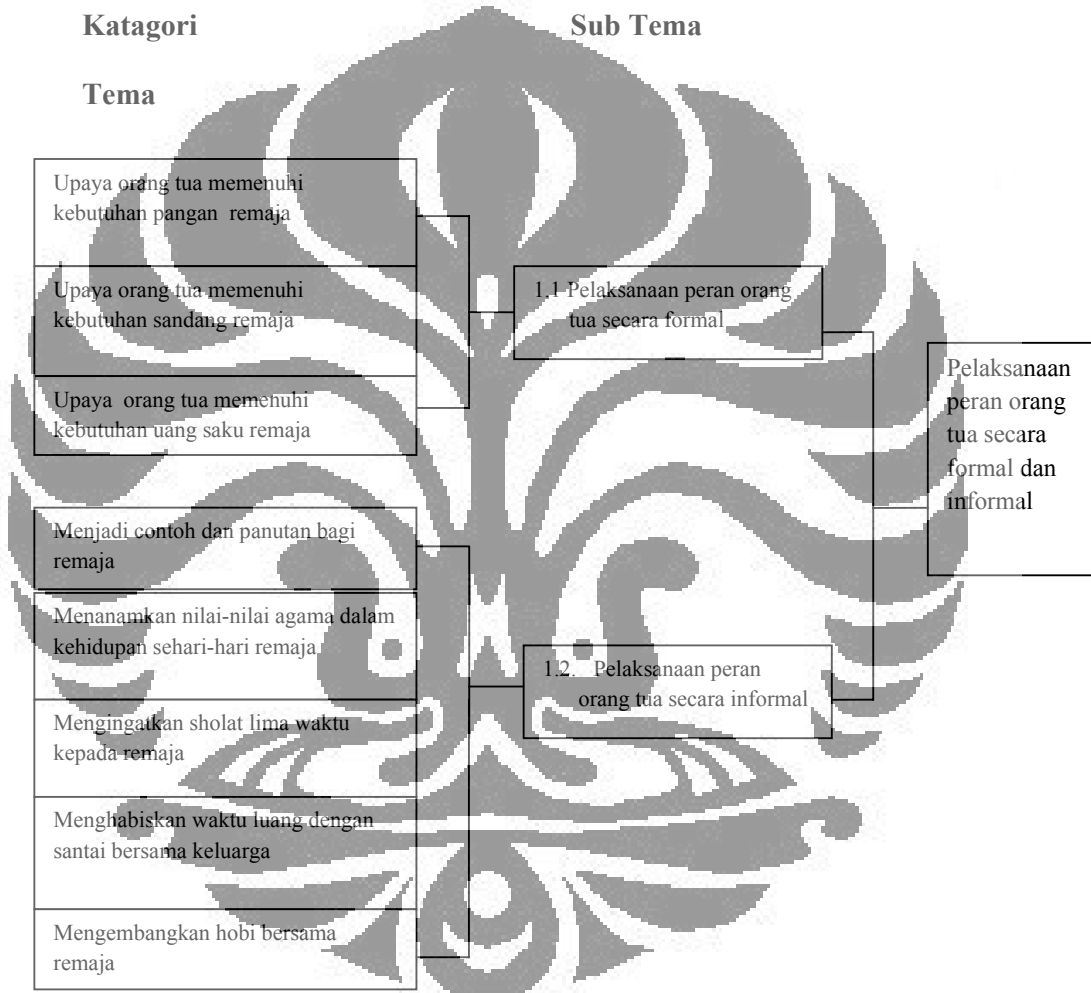 Katagori Sub Tema
Tema
Upaya orang tua memenuhi
kebutuhan pangan remaja
Upaya orang tua memenuhi
kebutuhan sandang remaja
Upaya orang tua memenuhi
kebutuhan uang saku remaja
1.1 Pelaksanaan peran orang
tua secara formal
Menjadi contoh dan panutan bagi
remaja
Menanamkan nilai-nilai agama dalam
kehidupan sehari-hari remaja
Mengingatkan sholat lima waktu
kepada remaja
Menghabiskan waktu luang dengan
santai bersama keluarga
Mengembangkan hobi bersama
remaja
1.2. Pelaksanaan peran
orang tua secara informal
Pelaksanaan
peran orang
tua secara
formal dan
informal